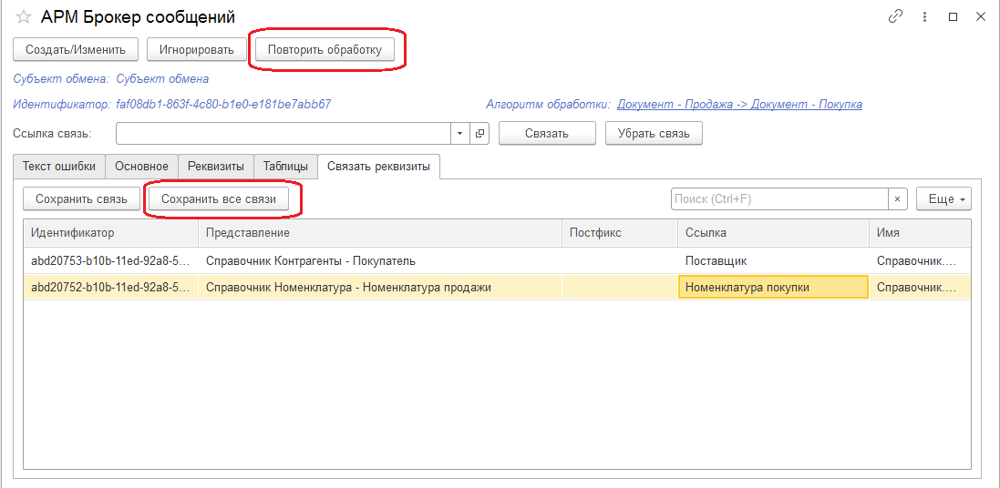 АРМ Брокер сообщений
Создать/Изменить Игнорировать Повторить обработку
Субъект обмена: Субъект обмена
Идентификатор: faf08db1-863f-4c80-b1e0-e181be7abb67 Алгоритм обработки: Документ - Продажа -> Документ - Покупка
Ссылка связь: Связать Убрать связь
Текст ошибки Основное Реквизиты Таблицы Связать реквизиты
Сохранить связь Сохранить все связи Поиск (Ctrl+F) × Еще
Идентификатор Представление Постфикс Ссылка Имя
abd20753-b10b-11ed-92a8-5... Справочник Контрагенты - Покупатель Поставщик Справочник....
abd20752-b10b-11ed-92a8-5... Справочник Номенклатура - Номенклатура продажи Номенклатура покупки Справочник....